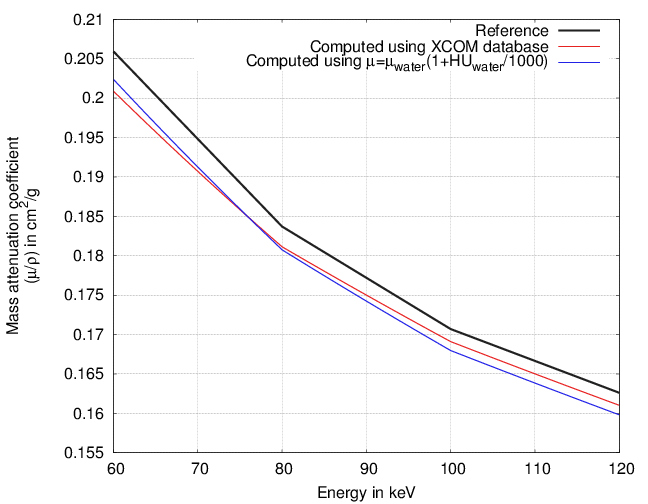 0.21
0.205
0.2
0.195
0.19
0.185
0.18
0.175
0.17
0.165
0.16
0.155
60 70 80 90 100 110 120
Mass attenuation coefficient
(μ/ρ) in cm²/g
Energy in keV
Reference
Computed using XCOM database
Computed using μ=μwater(1+HUwater/1000)